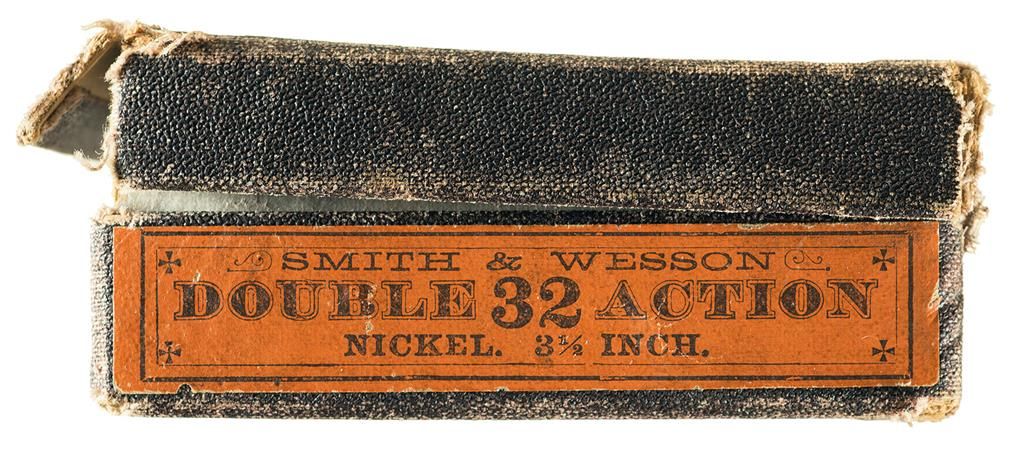 SMITH & WESSON
DOUBLE 32 ACTION
NICKEL. 3½ INCH.